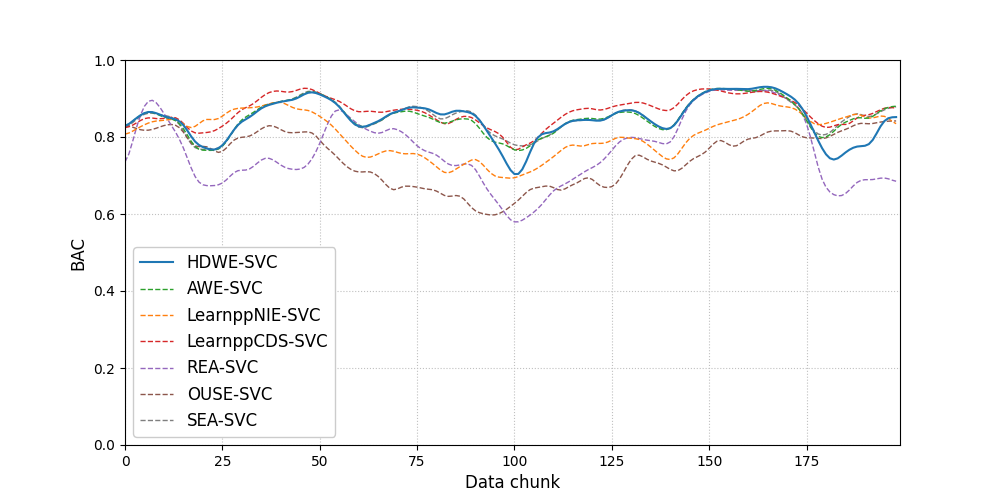 1.0
0.8
0.6
0.4
0.2
0.0
BAC
HDWE-SVC
AWE-SVC
LearnppNIE-SVC
LearnppCDS-SVC
REA-SVC
OUSE-SVC
SEA-SVC
0 25 50 75 100 125 150 175
Data chunk